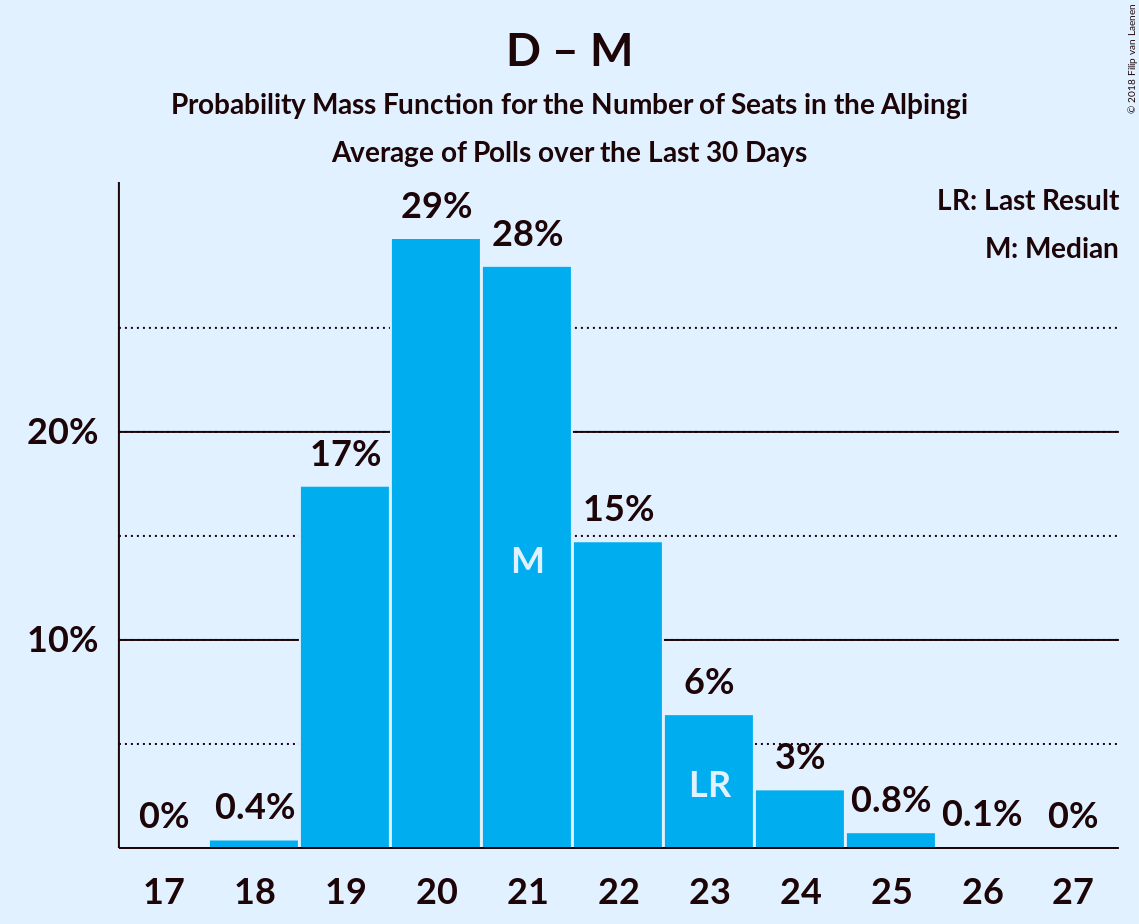 D – M
Probability Mass Function for the Number of Seats in the Alþingi
Average of Polls over the Last 30 Days
© 2018 Filip van Laenen
LR: Last Result
M: Median
29%
28%
20%
17%
15%
M
10%
6%
3%
LR
0%
0.4%
0.8%
0.1%
0%
17 18 19 20 21 22 23 24 25 26 27